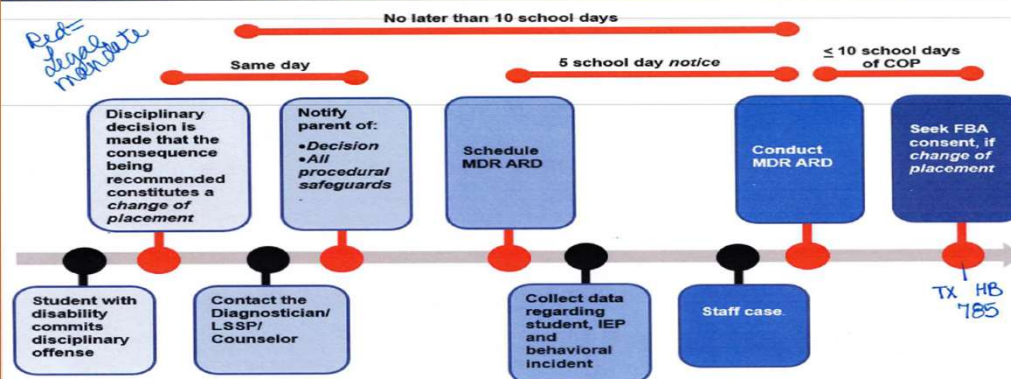 No later than 10 school days
Red=
Legal
mandate
Same day
5 school day notice
≤ 10 school days
of COP
Disciplinary
decision is
made that the
consequence
being
recommended
constitutes a
change of
placement
Notify
parent of:
•Decision
•All
procedural
safeguards
Schedule
MDR ARD
Conduct
MDR ARD
Seek FBA
consent, if
change of
placement
Student with
disability
commits
disciplinary
offense
Contact the
Diagnostician/
LSSP/
Counselor
Collect data
regarding
student, IEP
and
behavioral
incident
Staff case.
TX HB
785